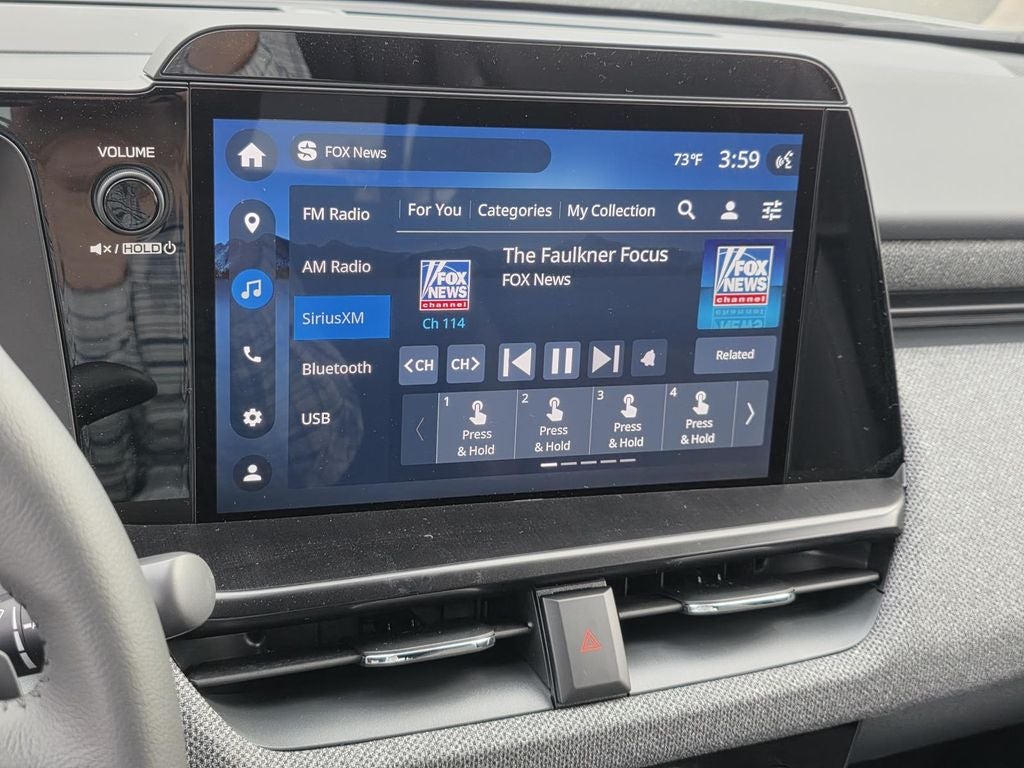 VOLUME
HOLD
FOX News
73°F
3:59
FM Radio
AM Radio
SiriusXM
Bluetooth
USB
For You
Categories
My Collection
FOX
NEWS
channel
Ch 114
The Faulkner Focus
FOX News
FOX
NEWS
channel
<CH
CH>
Related
1
Press
& Hold
2
Press
& Hold
3
Press
& Hold
4
Press
& Hold